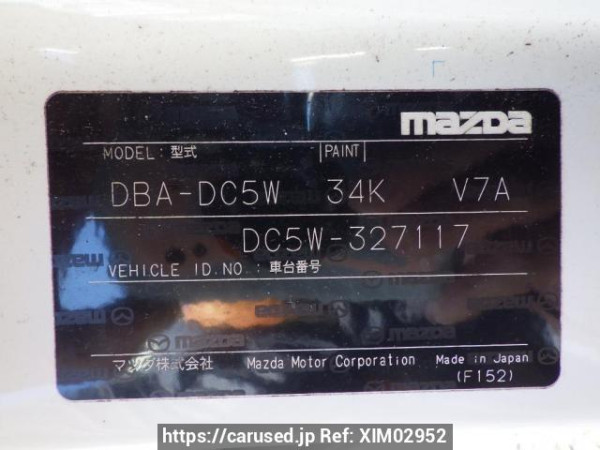 mazda
MODEL: 型式 |PAINT|
DBA-DC5W 34K V7A
DC5W-327117
VEHICLE ID.NO.: 車台番号
マツダ株式会社 Mazda Motor Corporation Made in Japan
(F152)
https://carused.jp Ref: XIM02952